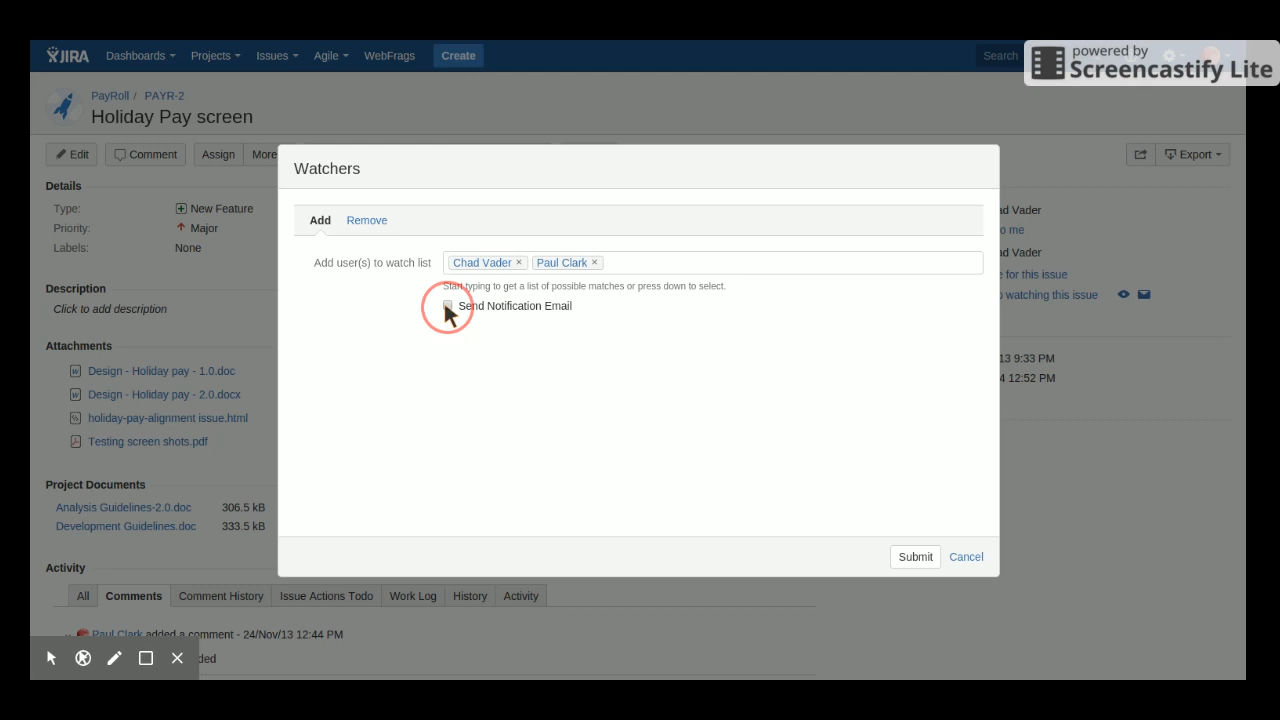 JIRA Dashboards Projects Issues Agile WebFrags Create Search
powered by
Screencastify Lite
PayRoll / PAYR-2
Holiday Pay screen
Edit Comment Assign More Export
Watchers
Add Remove
Add user(s) to watch list Chad Vader × Paul Clark ×
Start typing to get a list of possible matches or press down to select.
Send Notification Email
Submit Cancel
Details
Type: New Feature
Priority: Major
Labels: None
Description
Click to add description
Attachments
Design - Holiday pay - 1.0.doc
Design - Holiday pay - 2.0.docx
holiday-pay-alignment issue.html
Testing screen shots.pdf
Project Documents
Analysis Guidelines-2.0.doc 306.5 kB
Development Guidelines.doc 333.5 kB
ad Vader
o me
ad Vader
e for this issue
watching this issue
13 9:33 PM
4 12:52 PM
Activity
All Comments Comment History Issue Actions Todo Work Log History Activity
Paul Clark added a comment - 24/Nov/13 12:44 PM
ded